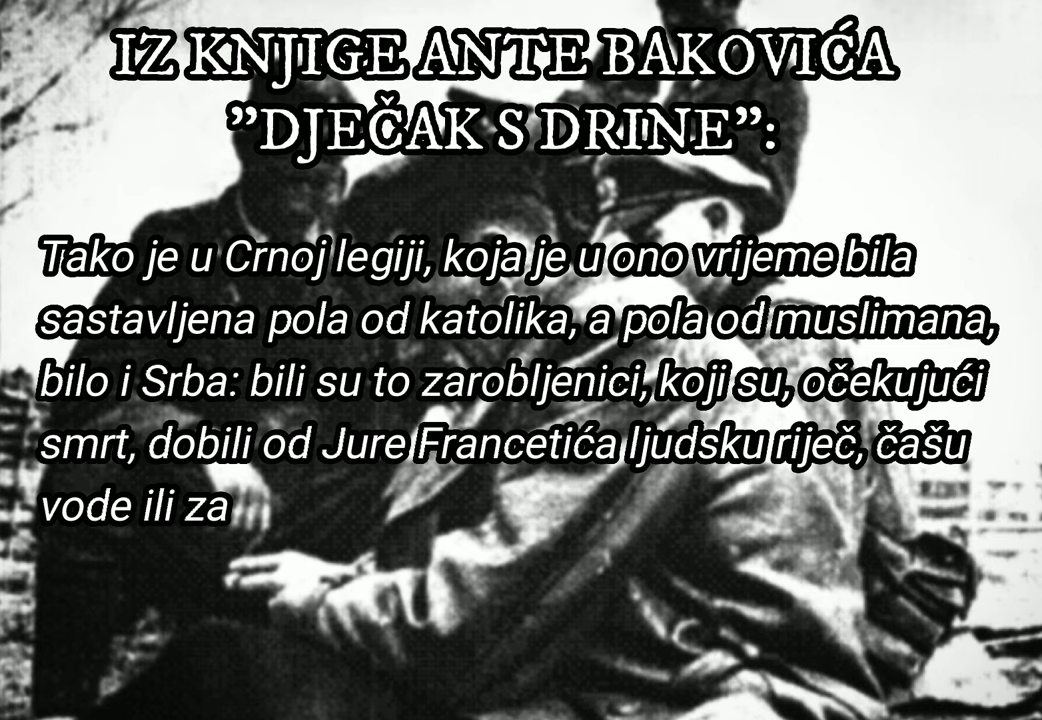 IZ KNJIGE ANTE BAKOVIĆA
"DJEČAK S DRINE":
Tako je u Crnoj legiji, koja je u ono vrijeme bila
sastavljena pola od katolika, a pola od muslimana,
bilo i Srba: bili su to zarobljenici, koji su, očekujući
smrt, dobili od Jure Francetića ljudsku riječ, čašu
vode ili za